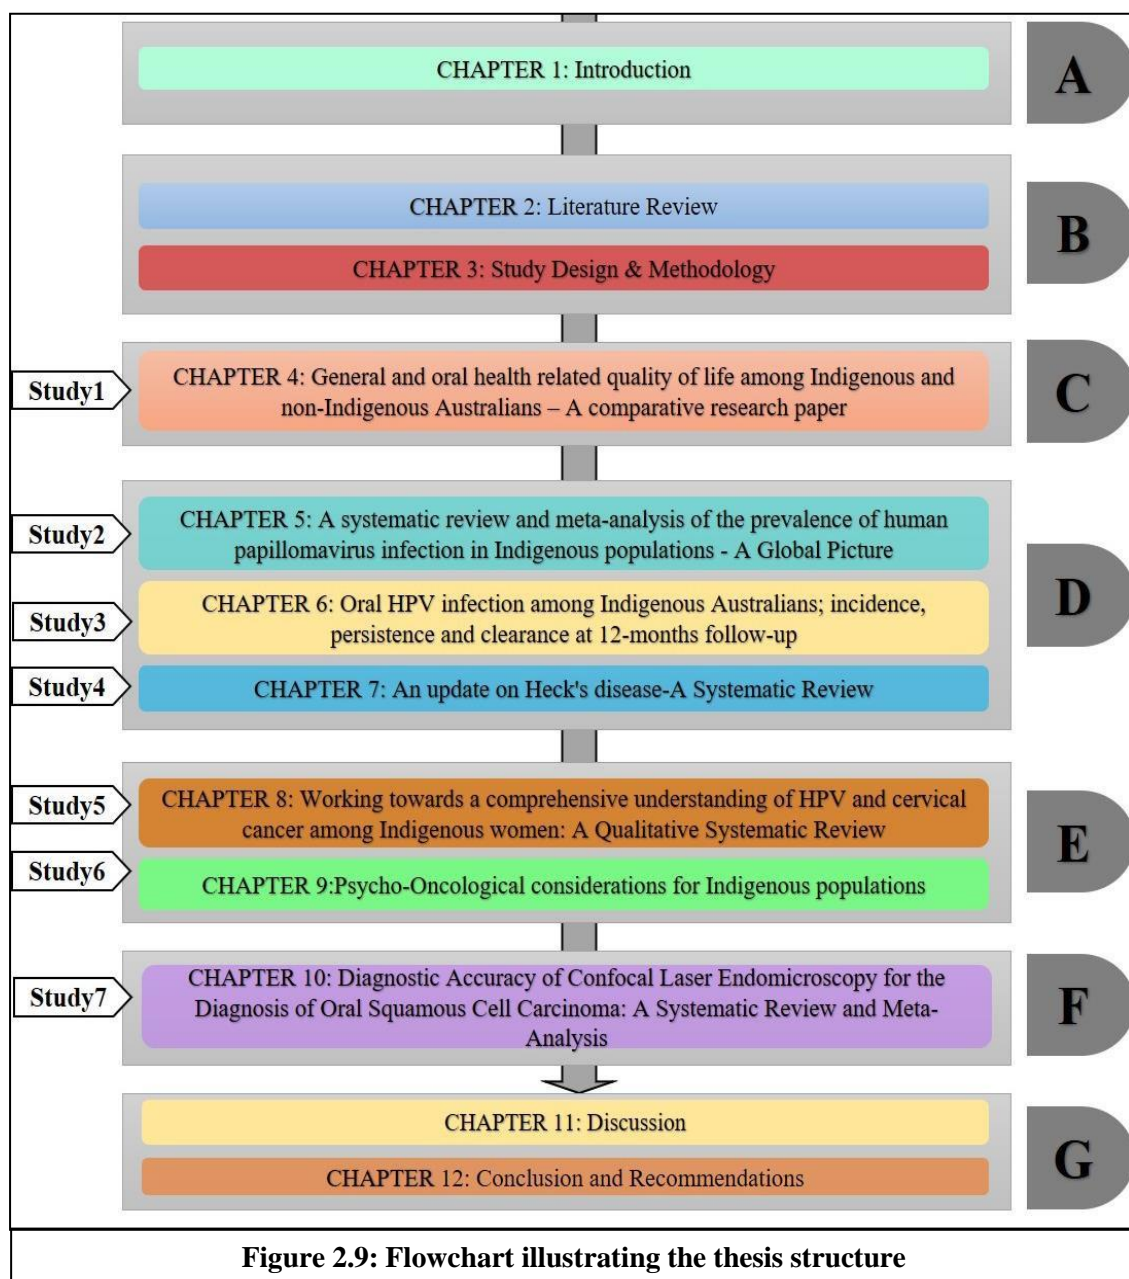 CHAPTER 1: Introduction
A
CHAPTER 2: Literature Review
CHAPTER 3: Study Design & Methodology
B
Study1
CHAPTER 4: General and oral health related quality of life among Indigenous and
non-Indigenous Australians – A comparative research paper
C
Study2
CHAPTER 5: A systematic review and meta-analysis of the prevalence of human
papillomavirus infection in Indigenous populations - A Global Picture
Study3
CHAPTER 6: Oral HPV infection among Indigenous Australians; incidence,
persistence and clearance at 12-months follow-up
Study4
CHAPTER 7: An update on Heck's disease-A Systematic Review
D
Study5
CHAPTER 8: Working towards a comprehensive understanding of HPV and cervical
cancer among Indigenous women: A Qualitative Systematic Review
Study6
CHAPTER 9:Psycho-Oncological considerations for Indigenous populations
E
Study7
CHAPTER 10: Diagnostic Accuracy of Confocal Laser Endomicroscopy for the
Diagnosis of Oral Squamous Cell Carcinoma: A Systematic Review and Meta-
Analysis
F
CHAPTER 11: Discussion
CHAPTER 12: Conclusion and Recommendations
G
Figure 2.9: Flowchart illustrating the thesis structure